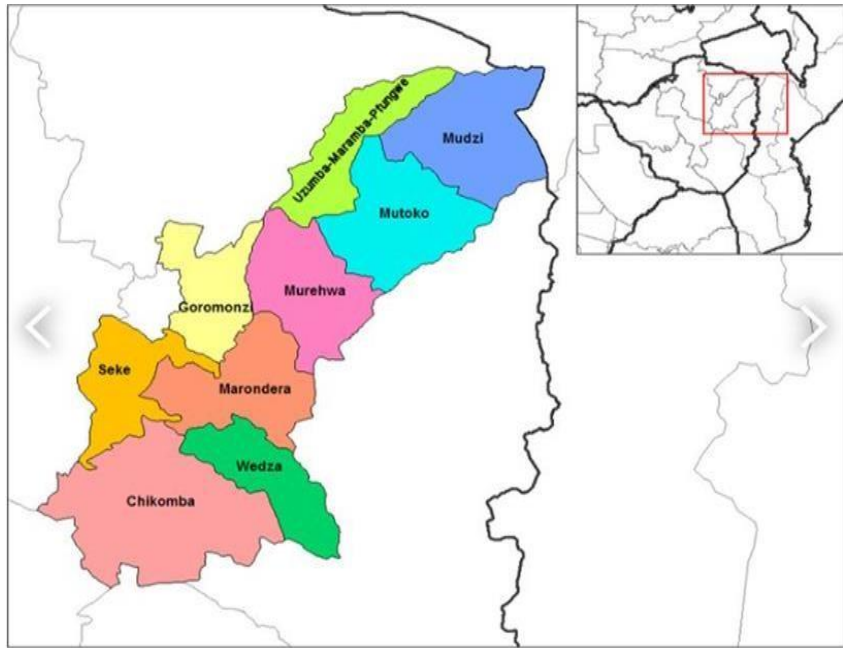 Uzumba-Maramba-Pfungwe
Mudzi
Mutoko
Murehwa
Goromonzi
Seke
Marondera
Wedza
Chikomba